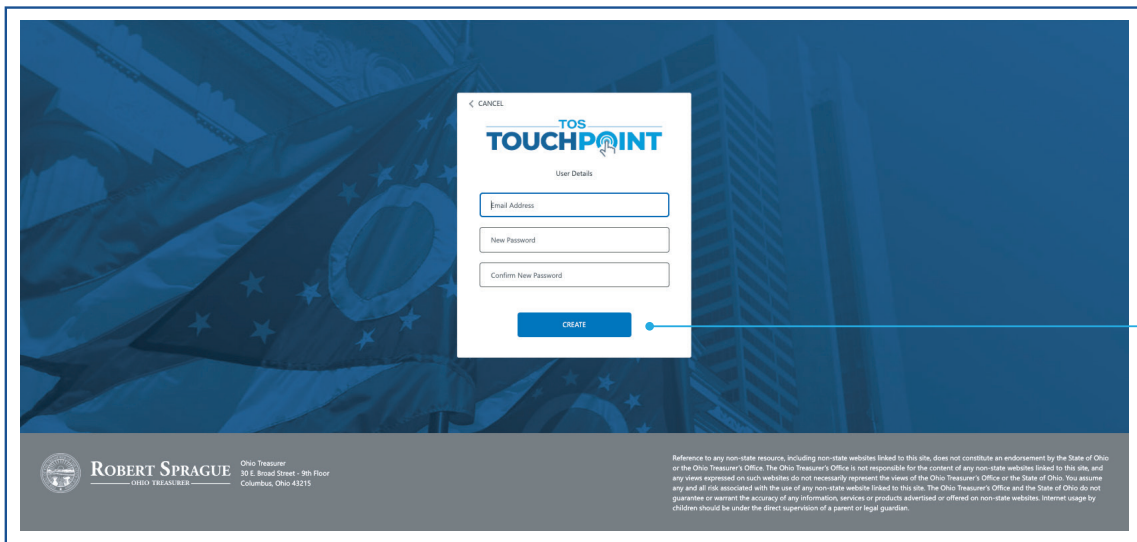 CANCEL
TOS
TOUCHPOINT
User Details
Email Address
New Password
Confirm New Password
CREATE
ROBERT SPRAGUE
OHIO TREASURER
Ohio Treasurer
30 E. Broad Street - 9th Floor
Columbus, Ohio 43215
Reference to any non-state resource, including non-state websites linked to this site, does not constitute an endorsement by the State of Ohio
or the Ohio Treasurer's Office. The Ohio Treasurer's Office is not responsible for the content of any non-state websites linked to this site, and
any views expressed on such websites do not necessarily represent the views of the Ohio Treasurer's Office or the State of Ohio. You assume
any and all risk associated with the use of any non-state website linked to this site. The Ohio Treasurer's Office and the State of Ohio do not
guarantee or warrant the accuracy of any information, services or products advertised or offered on non-state websites. Internet usage by
children should be under the direct supervision of a parent or legal guardian.